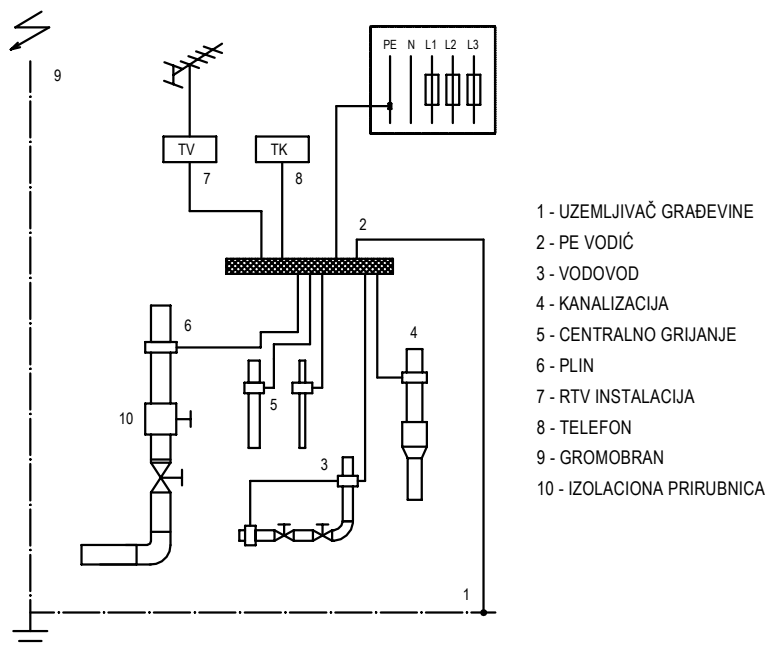 9
PE N L1 L2 L3
TV
TK
7
8
2
6
4
5
10
3
1
1 - UZEMLJIVAČ GRAĐEVINE
2 - PE VODIĆ
3 - VODOVOD
4 - KANALIZACIJA
5 - CENTRALNO GRIJANJE
6 - PLIN
7 - RTV INSTALACIJA
8 - TELEFON
9 - GROMOBRAN
10 - IZOLACIONA PRIRUBNICA